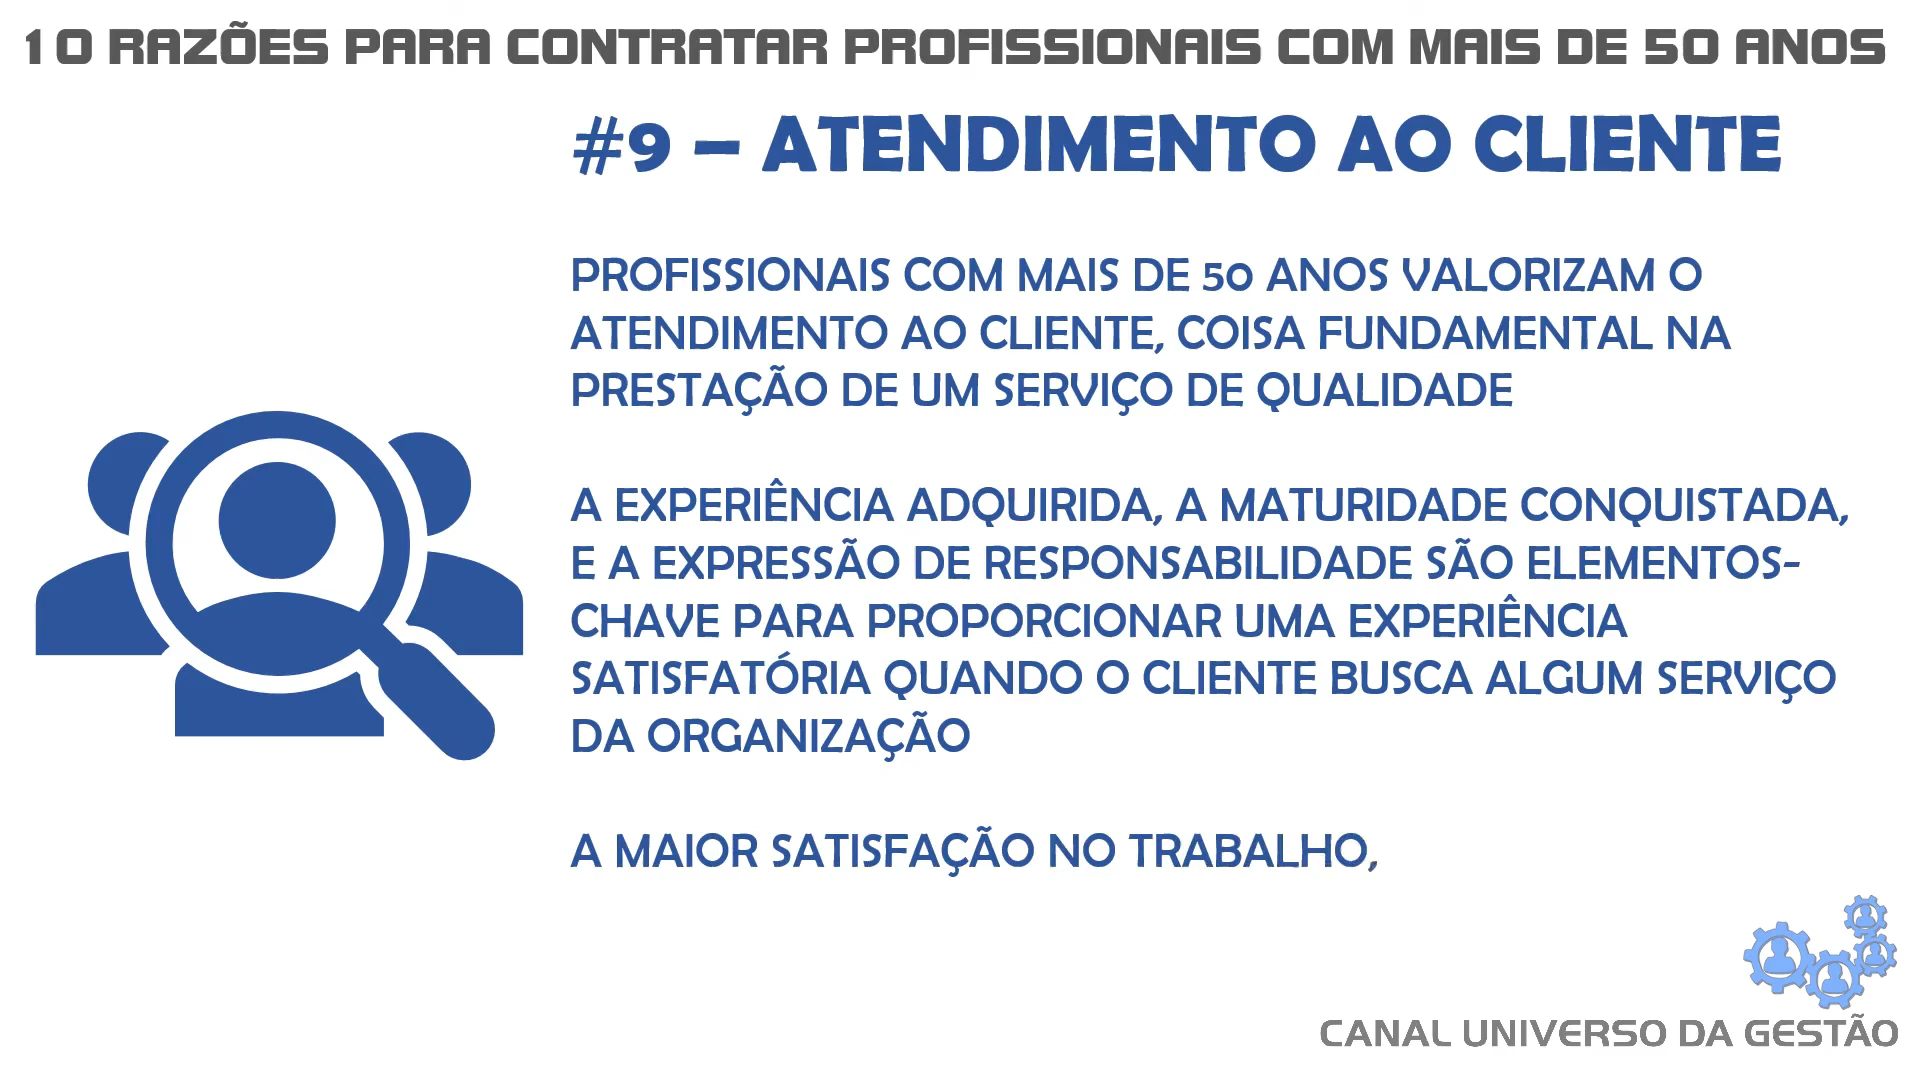 10 RAZÕES PARA CONTRATAR PROFISSIONAIS COM MAIS DE 50 ANOS
#9 – ATENDIMENTO AO CLIENTE
PROFISSIONAIS COM MAIS DE 50 ANOS VALORIZAM O
ATENDIMENTO AO CLIENTE, COISA FUNDAMENTAL NA
PRESTAÇÃO DE UM SERVIÇO DE QUALIDADE
A EXPERIÊNCIA ADQUIRIDA, A MATURIDADE CONQUISTADA,
E A EXPRESSÃO DE RESPONSABILIDADE SÃO ELEMENTOS-
CHAVE PARA PROPORCIONAR UMA EXPERIÊNCIA
SATISFATÓRIA QUANDO O CLIENTE BUSCA ALGUM SERVIÇO
DA ORGANIZAÇÃO
A MAIOR SATISFAÇÃO NO TRABALHO,
CANAL UNIVERSO DA GESTÃO